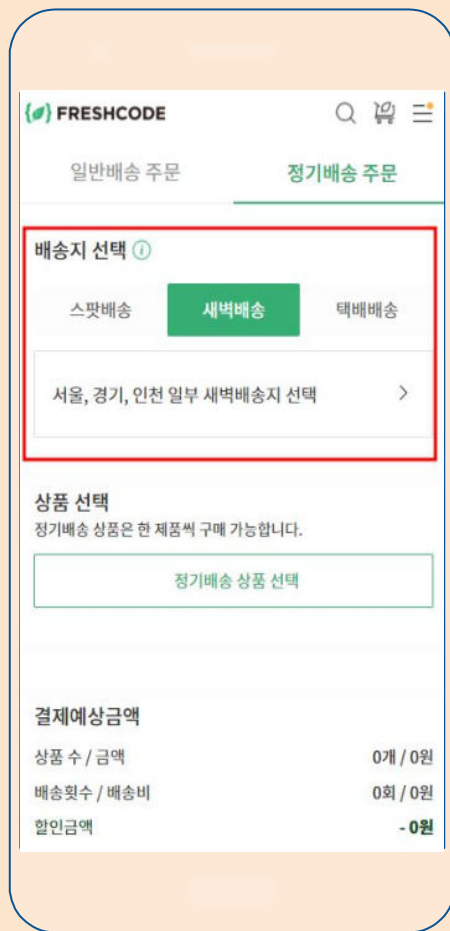 FRESHCODE
일반배송 주문 정기배송 주문
배송지 선택
스팟배송 새벽배송 택배배송
서울, 경기, 인천 일부 새벽배송지 선택
상품 선택
정기배송 상품은 한 제품씩 구매 가능합니다.
정기배송 상품 선택
결제예상금액
상품 수 / 금액 0개 / 0원
배송횟수 / 배송비 0회 / 0원
할인금액 - 0원